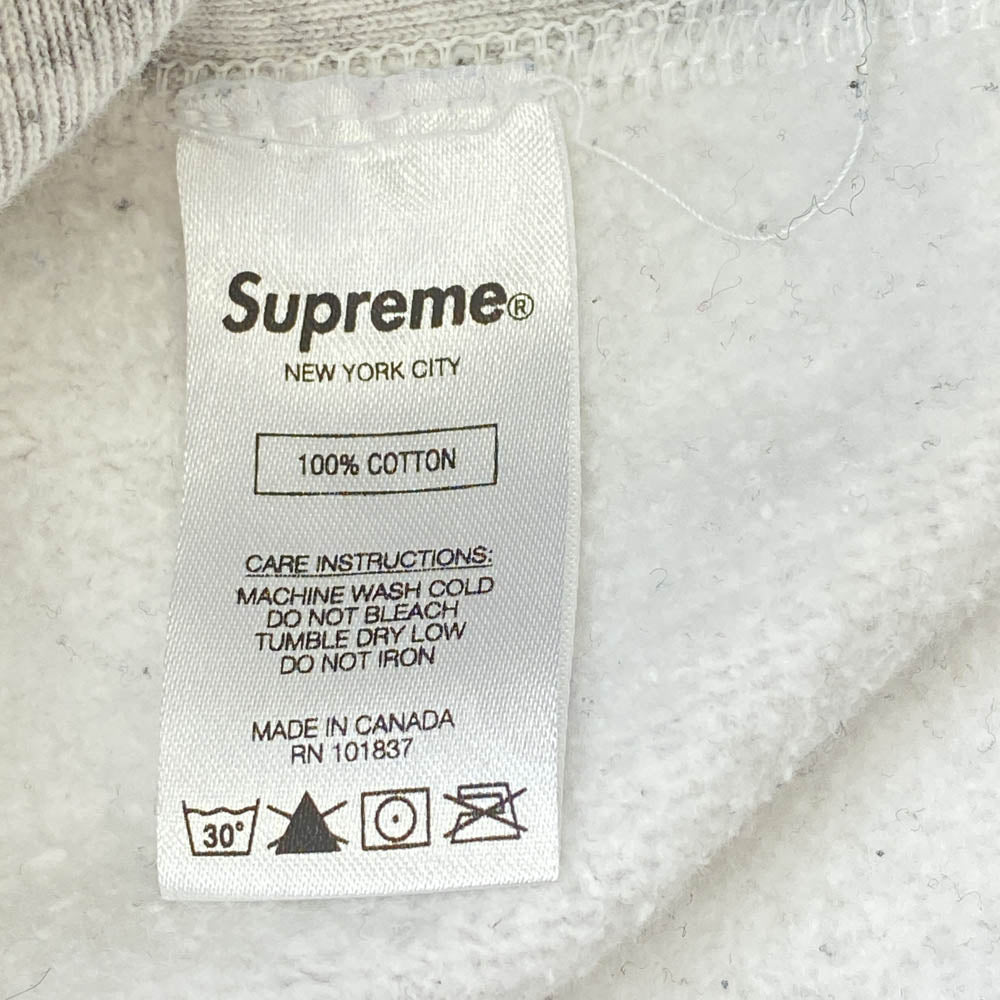 Supreme®
NEW YORK CITY
100% COTTON
CARE INSTRUCTIONS:
MACHINE WASH COLD
DO NOT BLEACH
TUMBLE DRY LOW
DO NOT IRON
MADE IN CANADA
RN 101837
30°